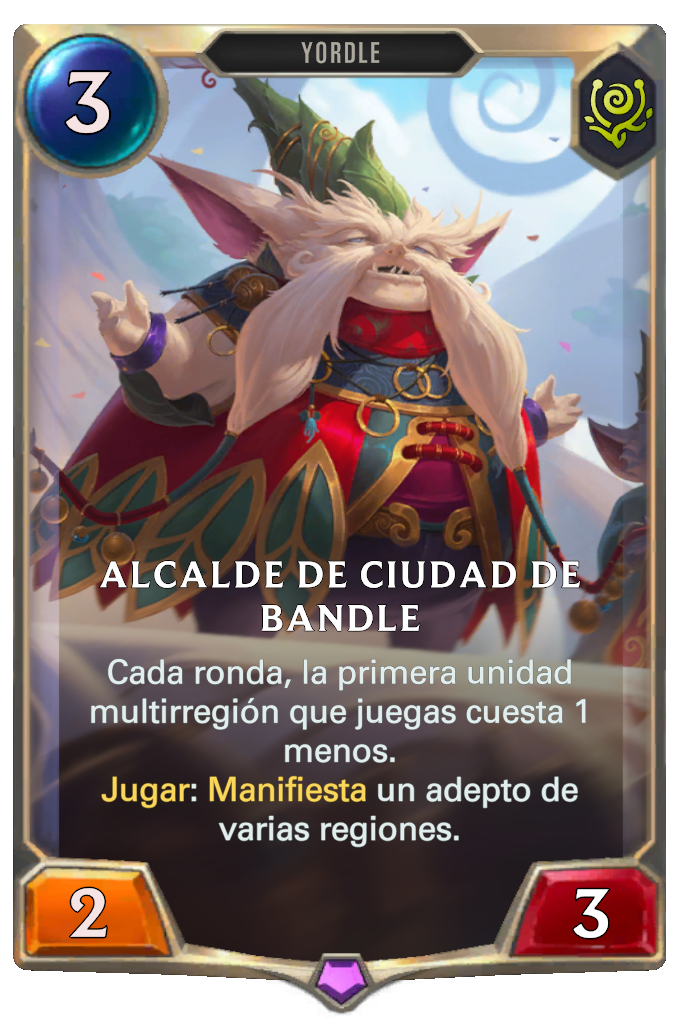 YORDLE
3
ALCALDE DE CIUDAD DE
BANDLE
Cada ronda, la primera unidad
multirregión que juegas cuesta 1
menos.
Jugar: Manifiesta un adepto de
varias regiones.
2
3